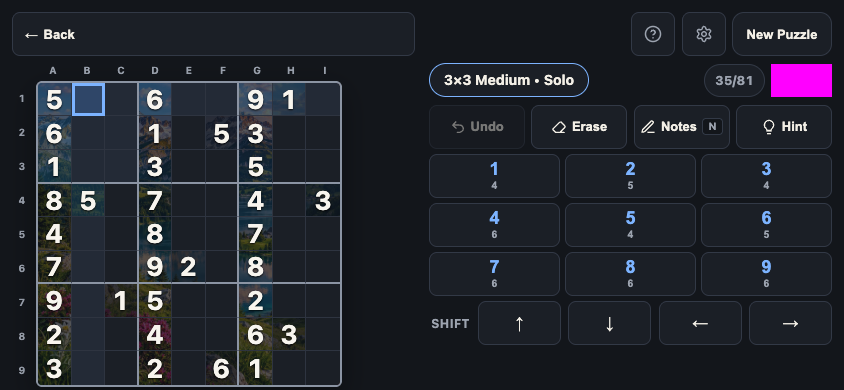 ← Back
New Puzzle
A B C D E F G H I
3×3 Medium • Solo
35/81
1 5 6 9 1
2 6 1 5 3
3 1 3 5
4 8 5 7 4 3
5 4 8 7
6 7 9 2 8
7 9 1 5 2
8 2 4 6 3
9 3 2 6 1
Undo
Erase
Notes N
Hint
1 2 3
4 5 4
4 5 6
6 4 5
7 8 9
6 6 6
SHIFT ↑ ↓ ← →